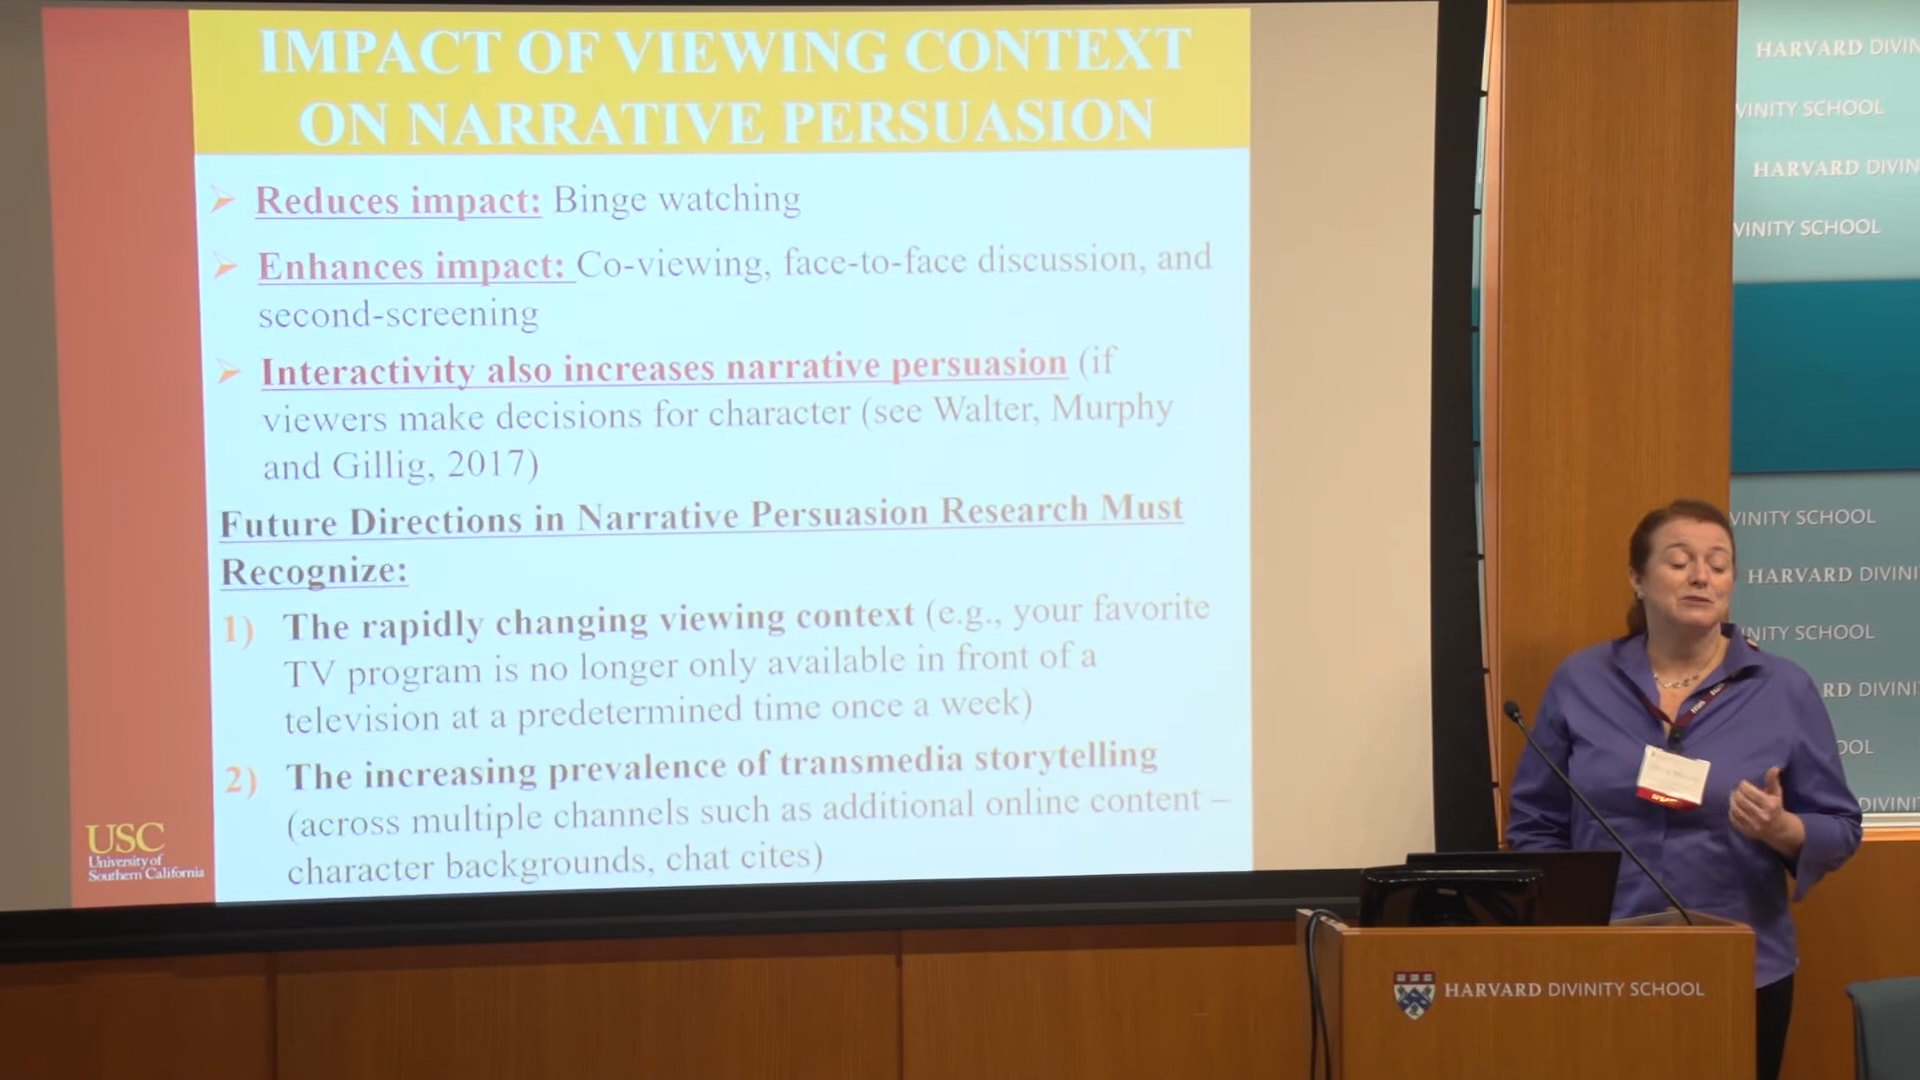 IMPACT OF VIEWING CONTEXT
ON NARRATIVE PERSUASION
Reduces impact: Binge watching
Enhances impact: Co-viewing, face-to-face discussion, and
second-screening
Interactivity also increases narrative persuasion (if
viewers make decisions for character (see Walter, Murphy
and Gillig, 2017)
Future Directions in Narrative Persuasion Research Must
Recognize:
1) The rapidly changing viewing context (e.g., your favorite
TV program is no longer only available in front of a
television at a predetermined time once a week)
2) The increasing prevalence of transmedia storytelling
(across multiple channels such as additional online content –
character backgrounds, chat cites)
USC
University of
Southern California
HARVARD DIVIN
VINITY SCHOOL
HARVARD DIVIN
VINITY SCHOOL
VINITY SCHOOL
HARVARD DIVINI
INITY SCHOOL
RD DIVINI
OOL
DIVINI
HARVARD DIVINITY SCHOOL